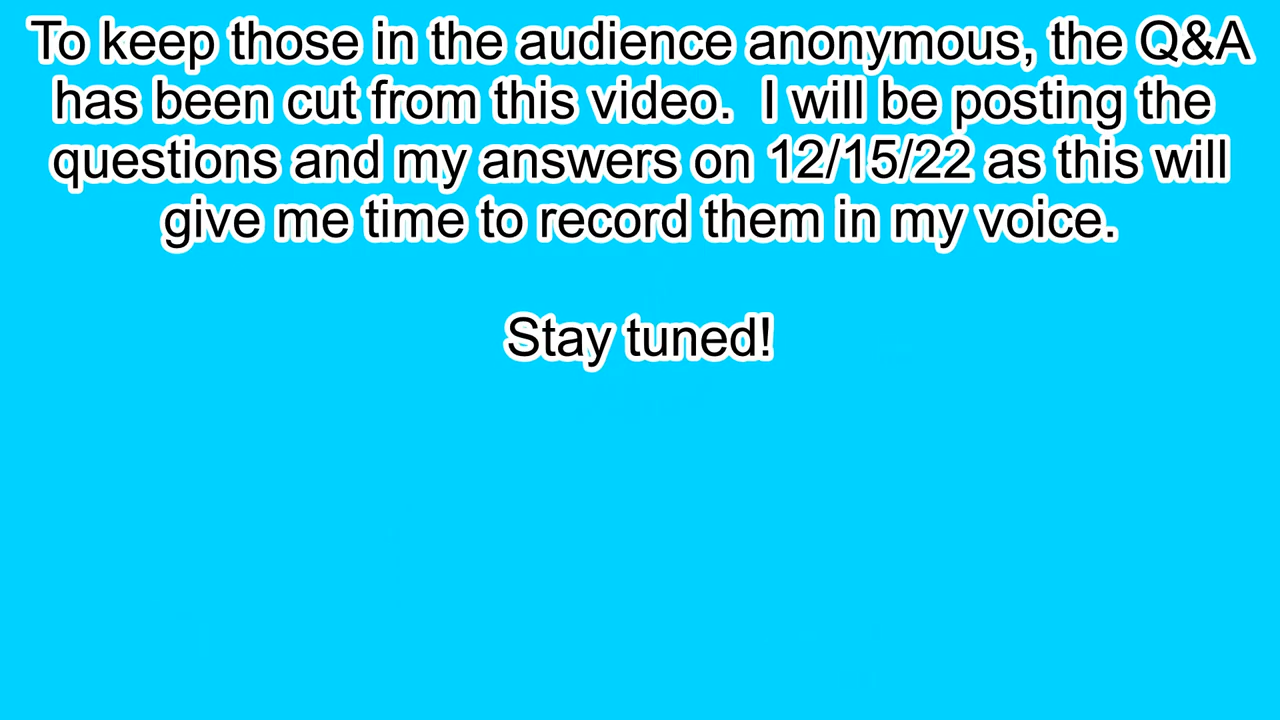 To keep those in the audience anonymous, the Q&A
has been cut from this video.  I will be posting the
questions and my answers on 12/15/22 as this will
give me time to record them in my voice.
Stay tuned!